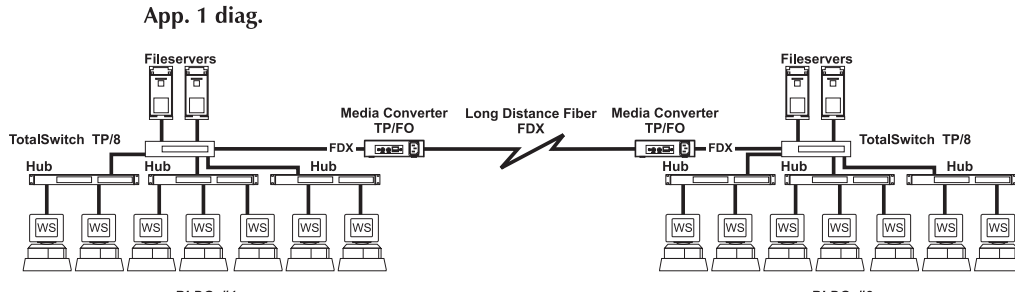 App. 1 diag.
Fileservers
Fileservers
Media Converter
TP/FO
Long Distance Fiber
FDX
Media Converter
TP/FO
TotalSwitch TP/8
TotalSwitch TP/8
FDX
FDX
Hub
Hub
Hub
Hub
Hub
Hub
WS
WS
WS
WS
WS
WS
WS
WS
WS
WS
WS
WS
WS
WS